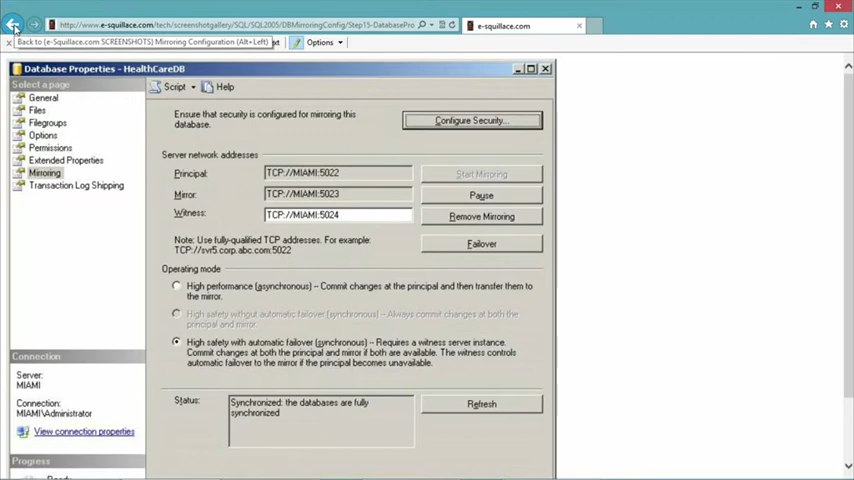 http://www.e-squillace.com/tech/screenshotgallery/SQL/SQL2005/DBMirroringConfig/Step15-DatabasePro
e-squillace.com
Back to (e-Squillace.com SCREENSHOTS) Mirroring Configuration (Alt+Left)
Options
Database Properties - HealthCareDB
Select a page
General
Files
Filegroups
Options
Permissions
Extended Properties
Mirroring
Transaction Log Shipping
Script
Help
Ensure that security is configured for mirroring this
database.
Configure Security...
Server network addresses
Principal:
TCP://MIAMI:5022
Start Mirroring
Mirror:
TCP://MIAMI:5023
Pause
Witness:
TCP://MIAMI:5024
Remove Mirroring
Note: Use fully-qualified TCP addresses. For example:
TCP://svr5.corp.abc.com:5022
Failover
Operating mode
High performance (asynchronous) -- Commit changes at the principal and then transfer them to
the mirror.
High safety without automatic failover (synchronous) -- Always commit changes at both the
principal and mirror.
High safety with automatic failover (synchronous) -- Requires a witness server instance.
Commit changes at both the principal and mirror if both are available. The witness controls
automatic failover to the mirror if the principal becomes unavailable.
Connection
Server:
MIAMI
Connection:
MIAMI\Administrator
View connection properties
Progress
Ready
Status:
Synchronized: the databases are fully
synchronized
Refresh